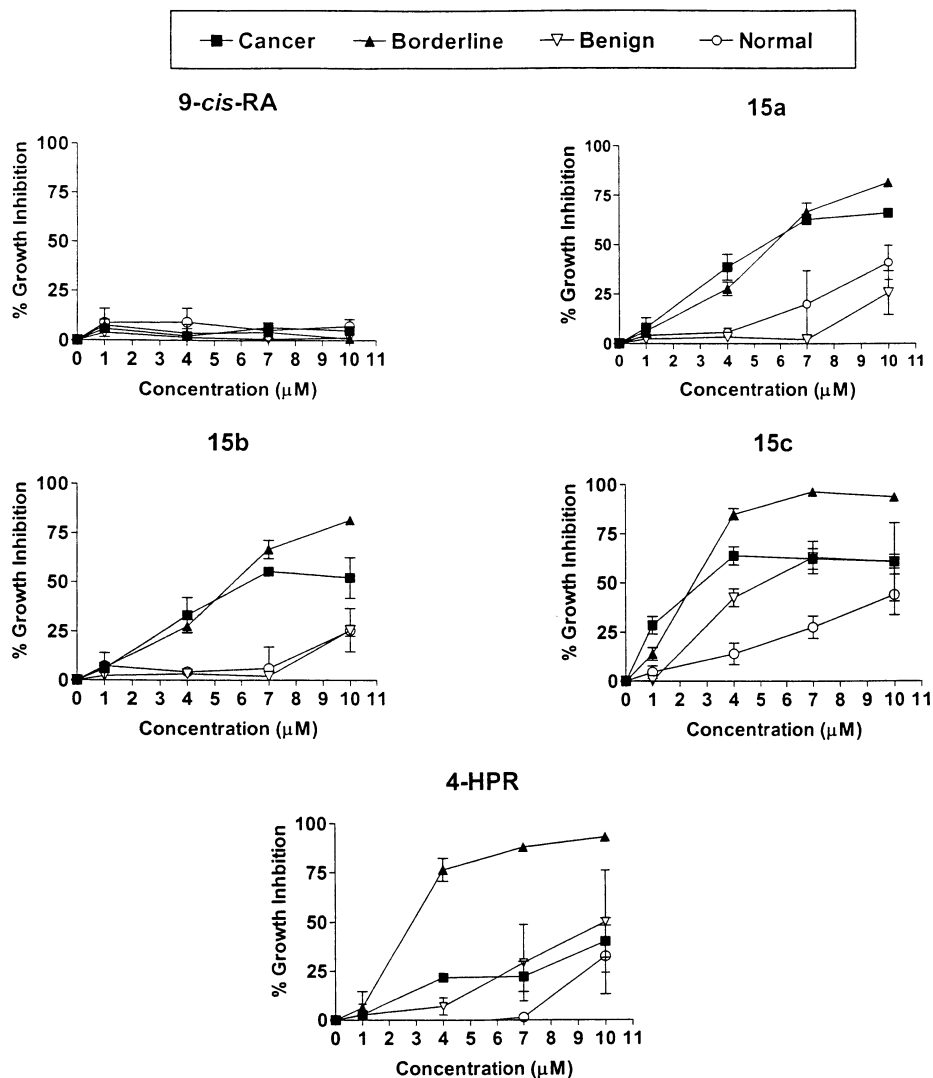 Cancer Borderline Benign Normal
9-cis-RA
% Growth Inhibition
100
75
50
25
0
0 1 2 3 4 5 6 7 8 9 10 11
Concentration (μM)
15a
% Growth Inhibition
100
75
50
25
0
0 1 2 3 4 5 6 7 8 9 10 11
Concentration (μM)
15b
% Growth Inhibition
100
75
50
25
0
0 1 2 3 4 5 6 7 8 9 10 11
Concentration (μM)
15c
% Growth Inhibition
100
75
50
25
0
0 1 2 3 4 5 6 7 8 9 10 11
Concentration (μM)
4-HPR
% Growth Inhbition
100
75
50
25
0
0 1 2 3 4 5 6 7 8 9 10 11
Concentration (μM)